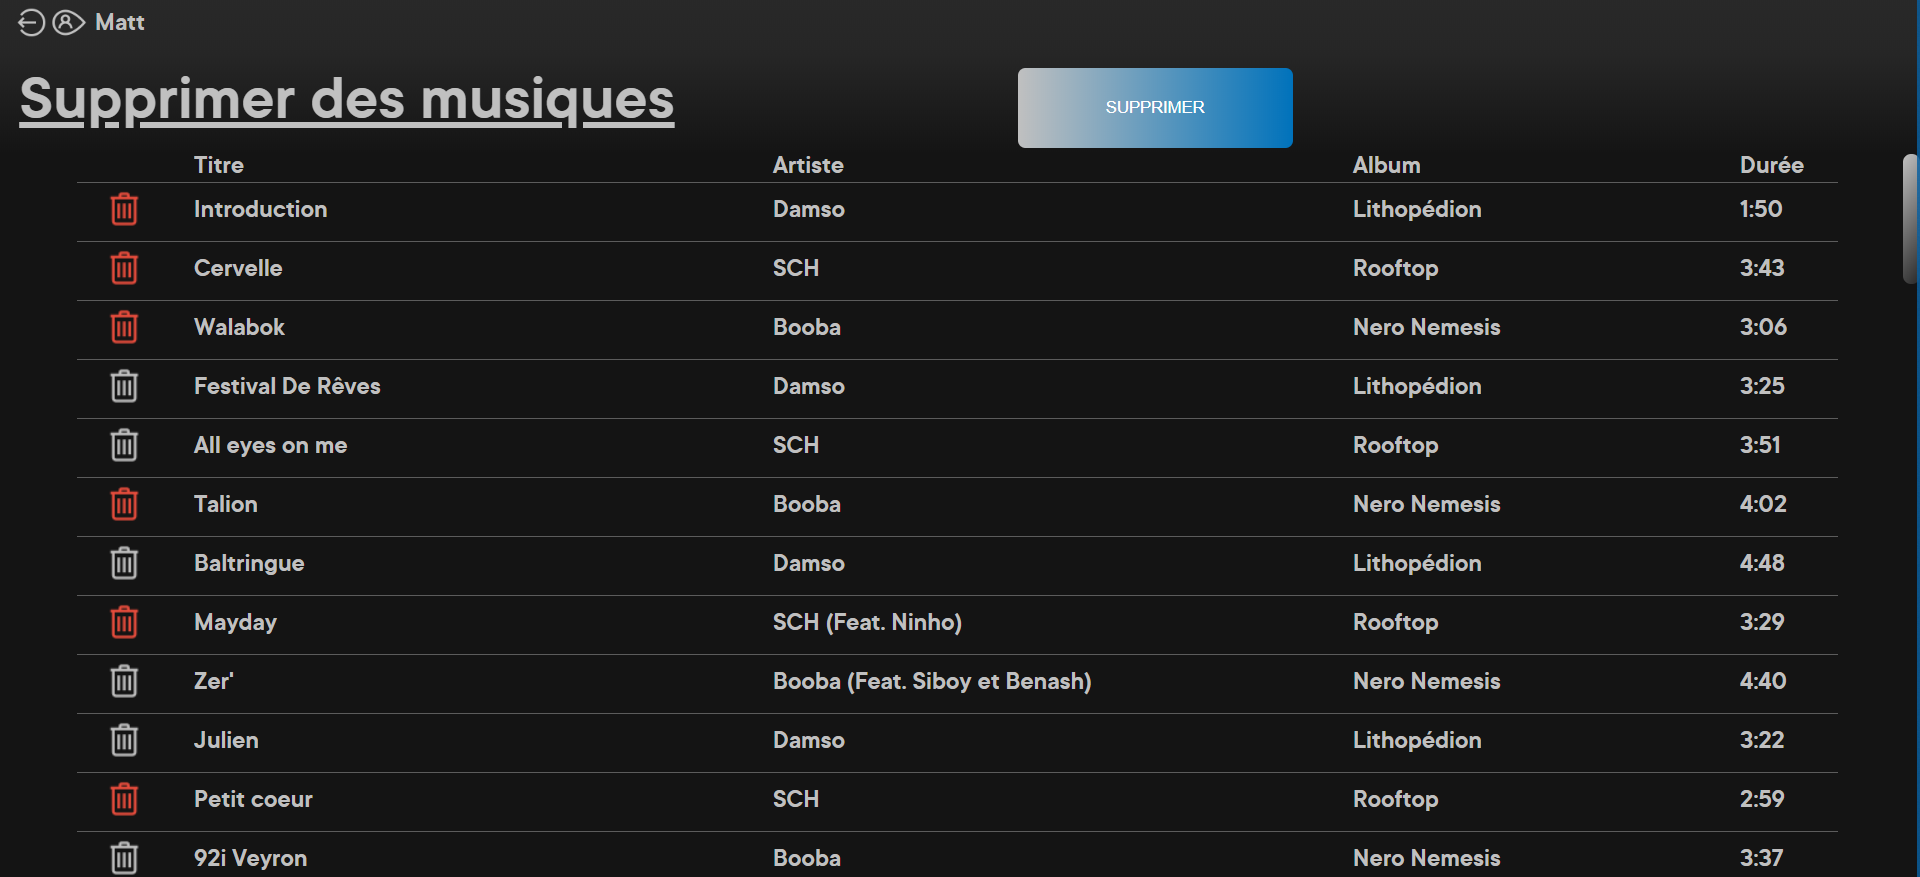 Matt
Supprimer des musiques
SUPPRIMER
Titre Artiste Album Durée
Introduction Damso Lithopédion 1:50
Cervelle SCH Rooftop 3:43
Walabok Booba Nero Nemesis 3:06
Festival De Rêves Damso Lithopédion 3:25
All eyes on me SCH Rooftop 3:51
Talion Booba Nero Nemesis 4:02
Baltringue Damso Lithopédion 4:48
Mayday SCH (Feat. Ninho) Rooftop 3:29
Zer' Booba (Feat. Siboy et Benash) Nero Nemesis 4:40
Julien Damso Lithopédion 3:22
Petit coeur SCH Rooftop 2:59
92i Veyron Booba Nero Nemesis 3:37